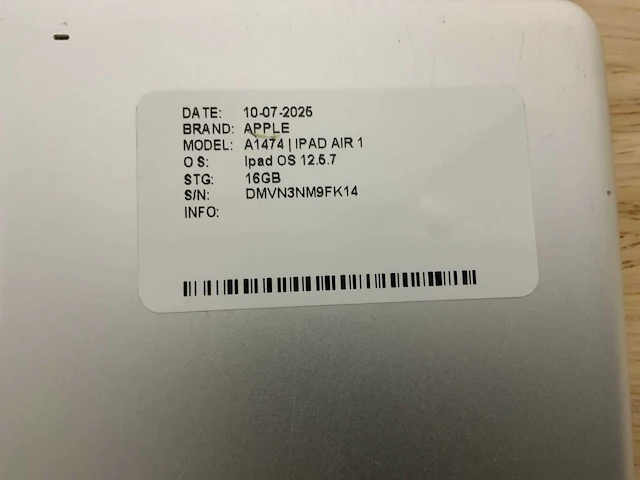 DATE: 10-07-2025
BRAND: APPLE
MODEL: A1474 | IPAD AIR 1
O S: Ipad OS 12.5.7
STG: 16GB
S/N: DMVN3NM9FK14
INFO: